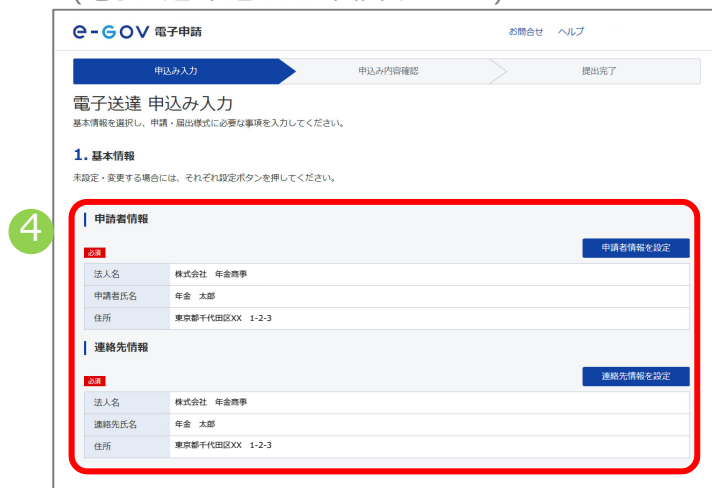 e-GOV 電子申請 お問合せ ヘルプ
申込み入力 申込み内容確認 提出完了
電子送達 申込み入力
基本情報を選択し、申請・届出様式に必要な事項を入力してください。
1. 基本情報
未設定・変更する場合には、それぞれ設定ボタンを押してください。
4
申請者情報
必須 申請者情報を設定
法人名 株式会社 年金商事
申請者氏名 年金 太郎
住所 東京都千代田区XX 1-2-3
連絡先情報
必須 連絡先情報を設定
法人名 株式会社 年金商事
連絡先氏名 年金 太郎
住所 東京都千代田区XX 1-2-3